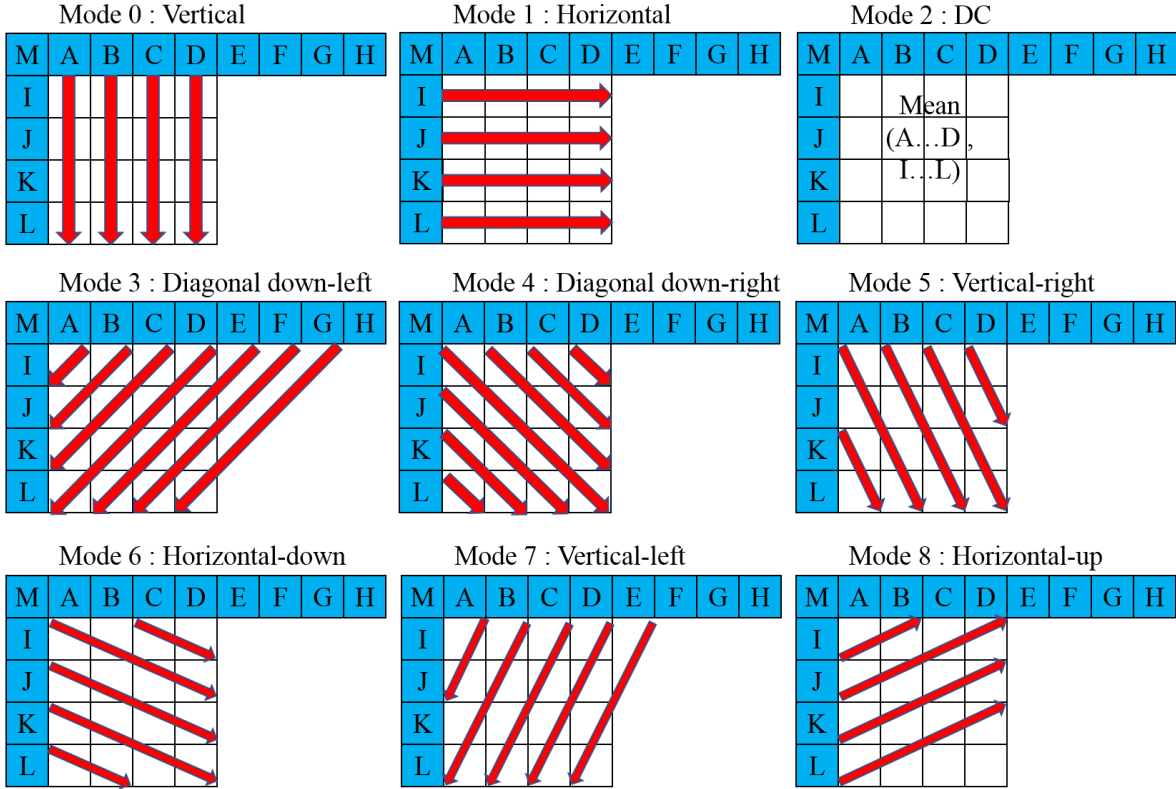 Mode 0 : Vertical
M A B C D E F G H
I
J
K
L
Mode 1 : Horizontal
M A B C D E F G H
I
J
K
L
Mode 2 : DC
M A B C D E F G H
I
J
K
L
Mean
(A…D ,
I…L)
Mode 3 : Diagonal down-left
M A B C D E F G H
I
J
K
L
Mode 4 : Diagonal down-right
M A B C D E F G H
I
J
K
L
Mode 5 : Vertical-right
M A B C D E F G H
I
J
K
L
Mode 6 : Horizontal-down
M A B C D E F G H
I
J
K
L
Mode 7 : Vertical-left
M A B C D E F G H
I
J
K
L
Mode 8 : Horizontal-up
M A B C D E F G H
I
J
K
L